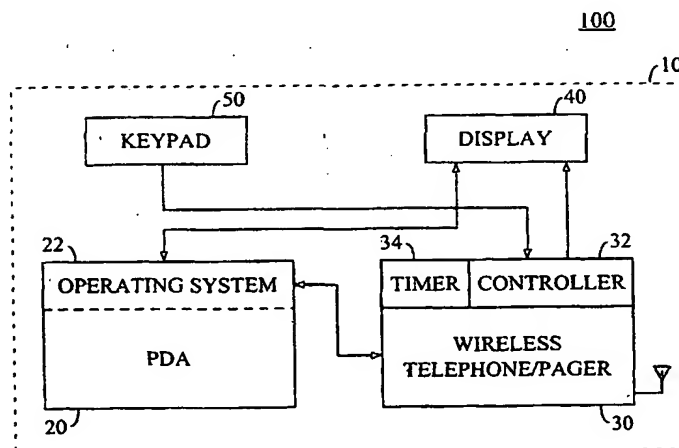 100
10
50
40
KEYPAD
DISPLAY
22
34
32
OPERATING SYSTEM
TIMER
CONTROLLER
PDA
WIRELESS
TELEPHONE/PAGER
20
30